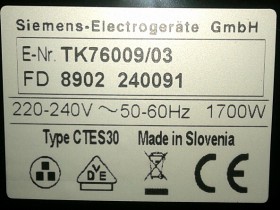 Siemens-Electrogeräte GmbH
E-Nr. TK76009/03
FD 8902 240091
220-240V ~ 50-60Hz 1700W
Type CTES30 Made in Slovenia
CE